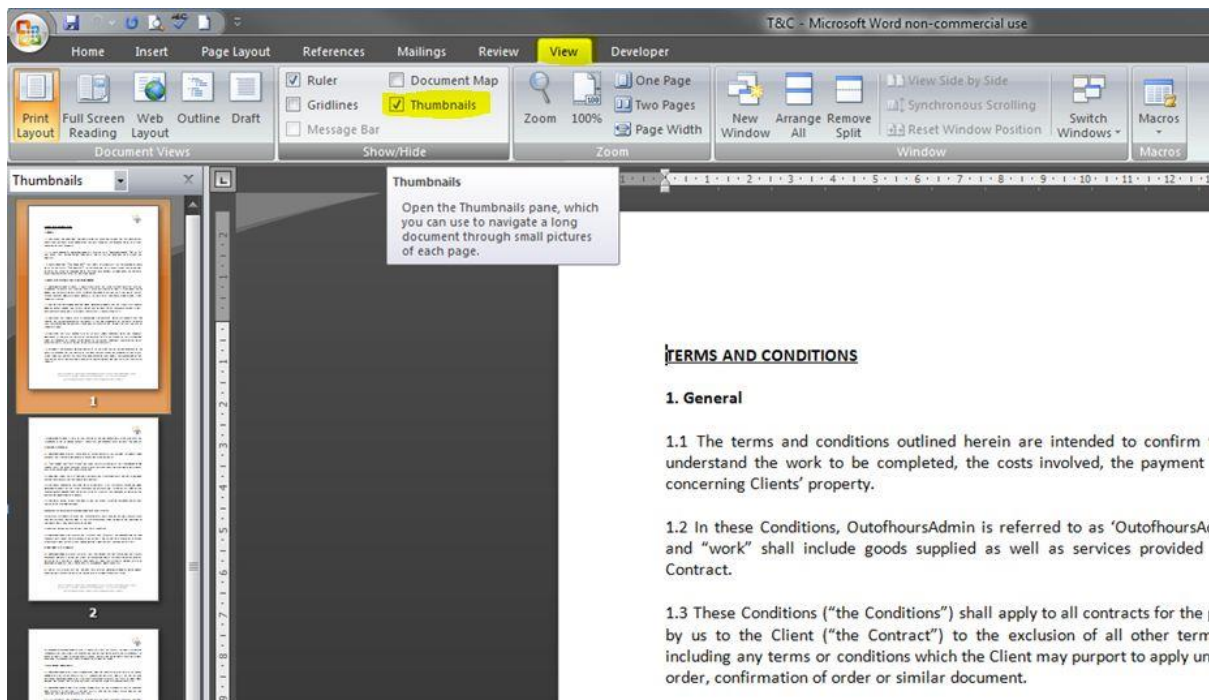 T&C - Microsoft Word non-commercial use
Home Insert Page Layout References Mailings Review View Developer
Print Layout
Full Screen Reading
Web Layout
Outline
Draft
Document Views
Ruler
Gridlines
Message Bar
Document Map
Thumbnails
Show/Hide
Zoom
100%
One Page
Two Pages
Page Width
Zoom
New Window
Arrange All
Remove Split
View Side by Side
Synchronous Scrolling
Reset Window Position
Window
Switch Windows
Macros
Macros
Thumbnails
1
2
Thumbnails
Open the Thumbnails pane, which
you can use to navigate a long
document through small pictures
of each page.
TERMS AND CONDITIONS
1. General
1.1 The terms and conditions outlined herein are intended to confirm
understand the work to be completed, the costs involved, the payment
concerning Clients' property.
1.2 In these Conditions, OutofhoursAdmin is referred to as 'OutofhoursA
and “work” shall include goods supplied as well as services provided
Contract.
1.3 These Conditions (“the Conditions”) shall apply to all contracts for the
by us to the Client (“the Contract”) to the exclusion of all other term
including any terms or conditions which the Client may purport to apply un
order, confirmation of order or similar document.